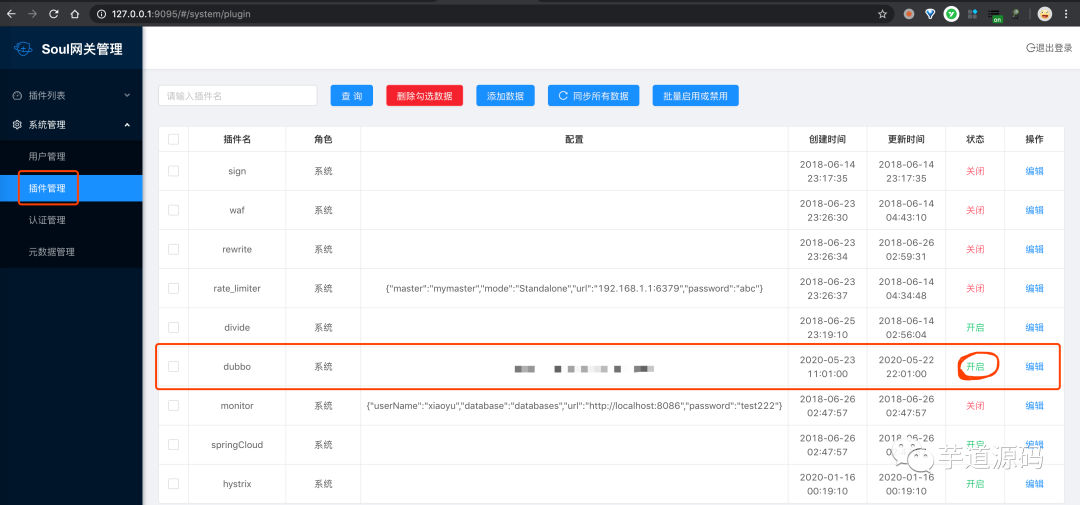 127.0.0.1:9095/#/system/plugin
on
Soul网关管理
退出登录
插件列表
系统管理
用户管理
插件管理
认证管理
元数据管理
请输入插件名
查 询
删除勾选数据
添加数据
同步所有数据
批量启用或禁用
插件名 角色 配置 创建时间 更新时间 状态 操作
sign 系统 2018-06-14 23:17:35 2018-06-14 23:17:35 关闭 编辑
waf 系统 2018-06-23 23:26:30 2018-06-14 04:43:10 关闭 编辑
rewrite 系统 2018-06-23 23:26:34 2018-06-26 02:59:31 关闭 编辑
rate_limiter 系统 {"master":"mymaster","mode":"Standalone","url":"192.168.1.1:6379","password":"abc"} 2018-06-23 23:26:37 2018-06-14 04:34:48 关闭 编辑
divide 系统 2018-06-25 23:19:10 2018-06-14 02:56:04 开启 编辑
dubbo 系统 2020-05-23 11:01:00 2020-05-22 22:01:00 开启 编辑
monitor 系统 {"userName":"xiaoyu","database":"databases","url":"http://localhost:8086","password":"test222"} 2018-06-26 02:47:57 2018-06-26 02:47:57 关闭 编辑
springCloud 系统 2018-06-26 02:47:57 2018-06-26 开启 编辑
hystrix 系统 2020-01-16 00:19:10 2020-01-16 00:19:10 开启 编辑
芋道源码